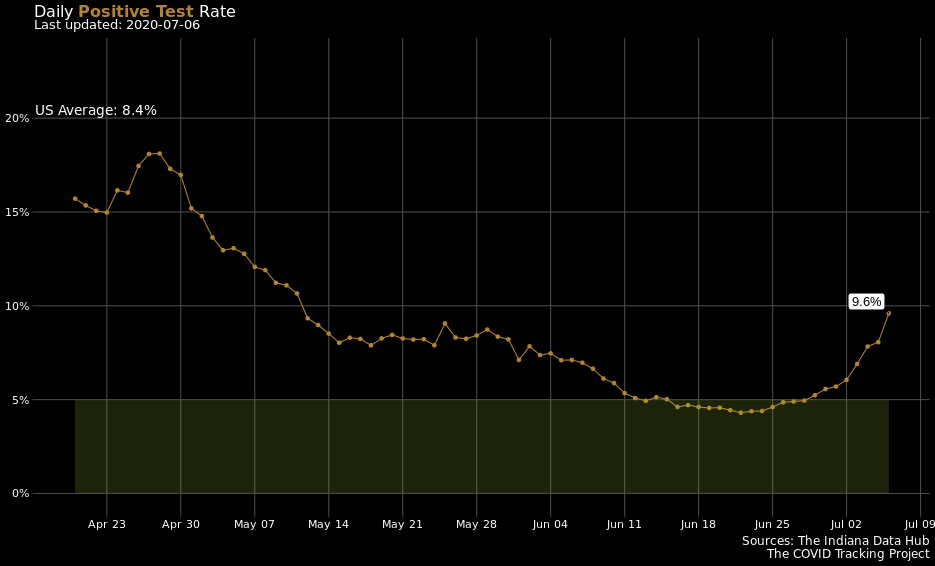 Daily Positive Test Rate
Last updated: 2020-07-06
US Average: 8.4%
20%
15%
10%
9.6%
5%
0%
Apr 23 Apr 30 May 07 May 14 May 21 May 28 Jun 04 Jun 11 Jun 18 Jun 25 Jul 02 Jul 09
Sources: The Indiana Data Hub
The COVID Tracking Project